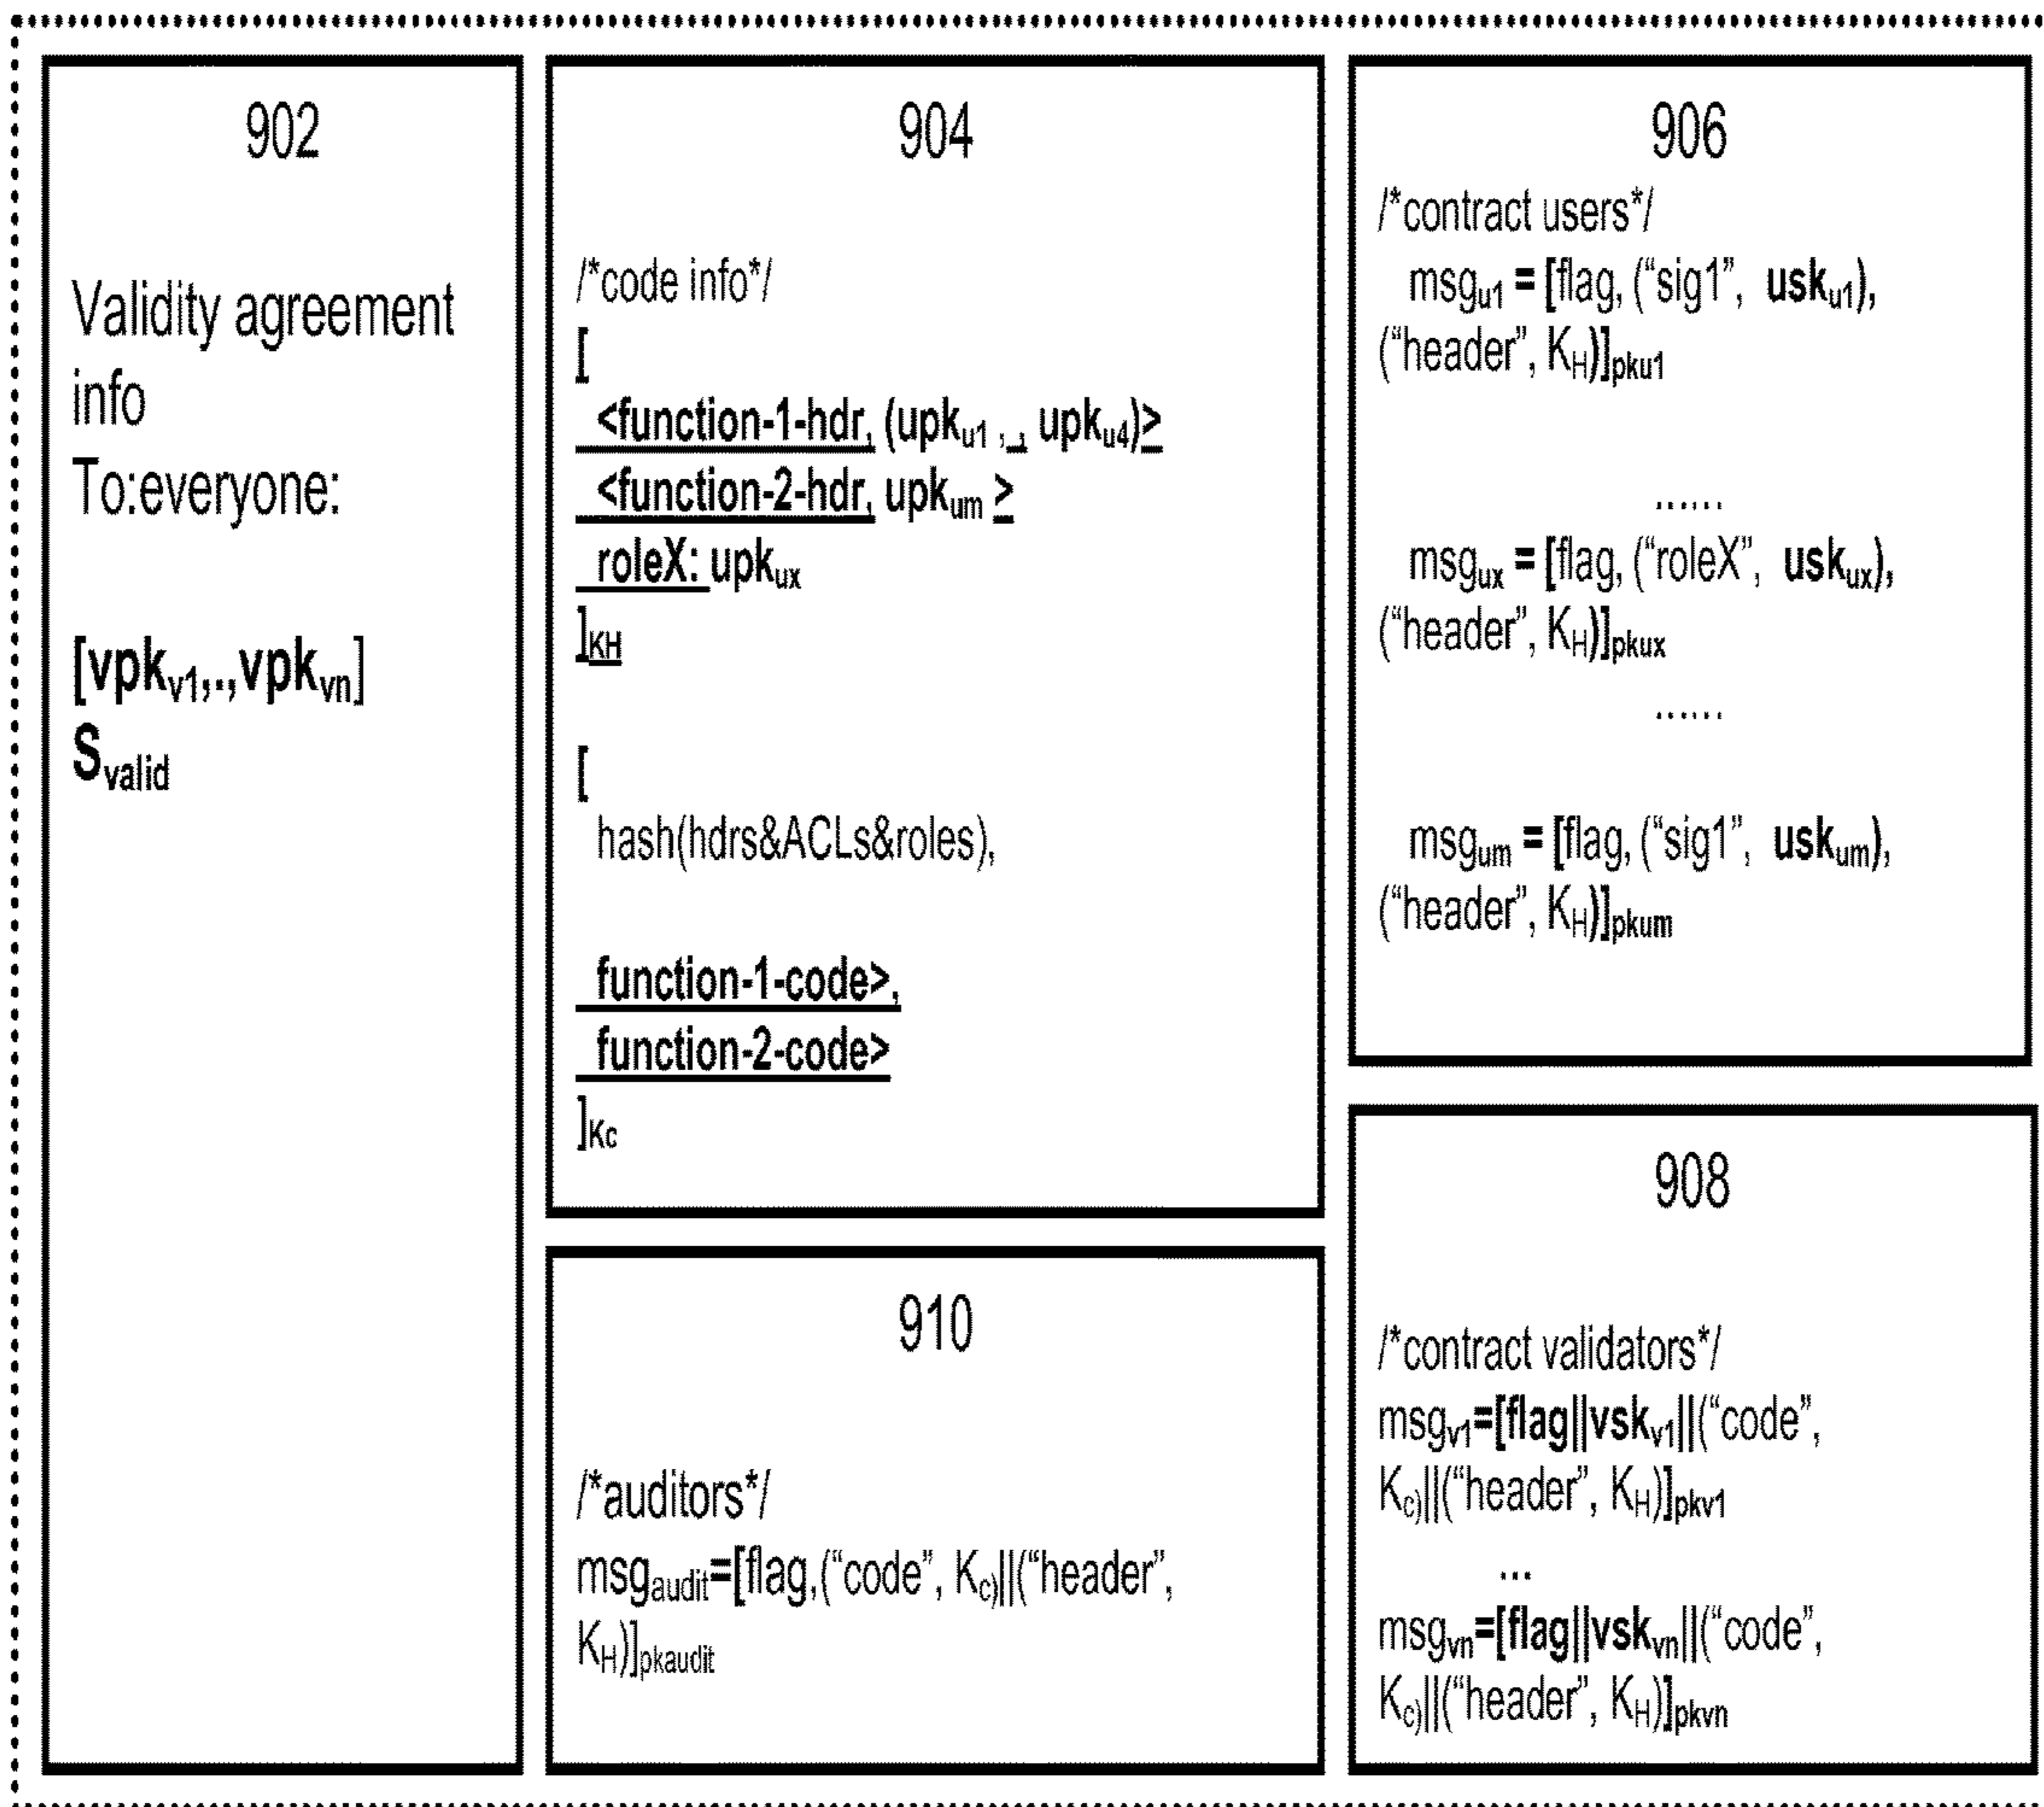 902
Validity agreement
info
To:everyone:
[vpkv1,.,vpkvn]
Svalid
904
/*code info*/
[
<function-1-hdr, (upku1 ,., upku4)>
<function-2-hdr, upkum >
roleX: upkux
]KH
[
hash(hdrs&ACLs&roles),
function-1-code>,
function-2-code>
]Kc
906
/*contract users*/
msgu1 = [flag, (“sig1”, usku1),
(“header”, KH)]pku1
......
msgux = [flag, (“roleX”, uskux),
(“header”, KH)]pkux
......
msgum = [flag, (“sig1”, uskum),
(“header”, KH)]pkum
908
/*contract validators*/
msgv1=[flag||vskv1||(“code”,
Kc)||(“header”, KH)]pkv1
...
msgvn=[flag||vskvn||(“code”,
Kc)||(“header”, KH)]pkvn
910
/*auditors*/
msgaudit=[flag,(“code”, Kc)||(“header”,
KH)]pkaudit